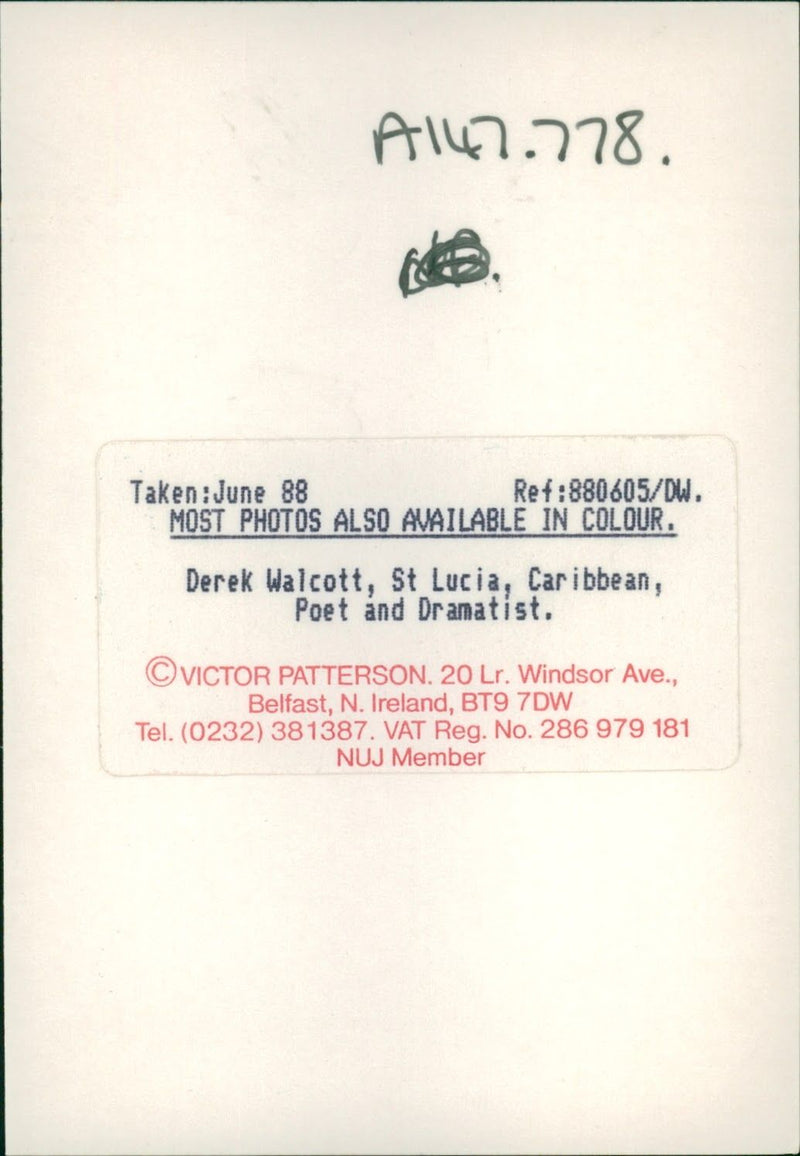 A147.778.
Taken:June 88 Ref:880605/DW.
MOST PHOTOS ALSO AVAILABLE IN COLOUR.
Derek Walcott, St Lucia, Caribbean,
Poet and Dramatist.
©VICTOR PATTERSON. 20 Lr. Windsor Ave.,
Belfast, N. Ireland, BT9 7DW
Tel. (0232) 381387. VAT Reg. No. 286 979 181
NUJ Member